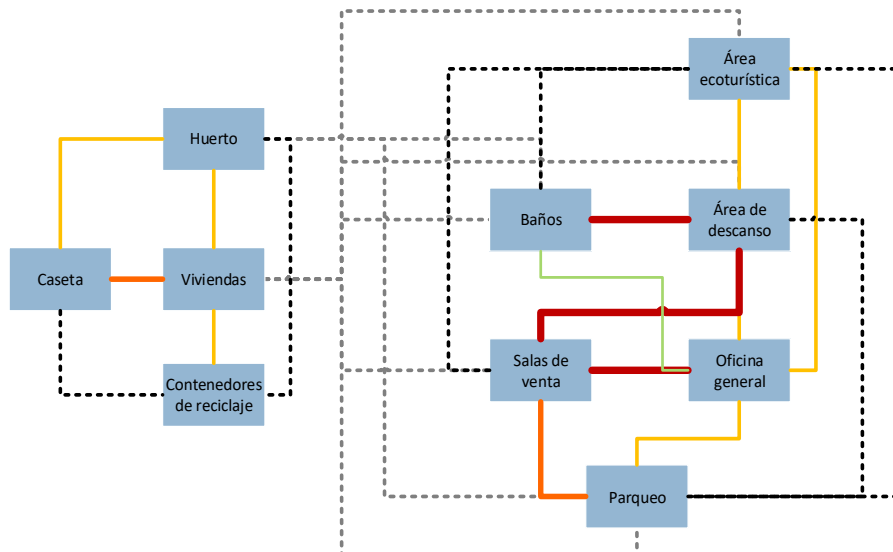 Área
ecoturística
Huerto
Baños
Área de
descanso
Caseta
Viviendas
Salas de
venta
Oficina
general
Contenedores
de reciclaje
Parqueo